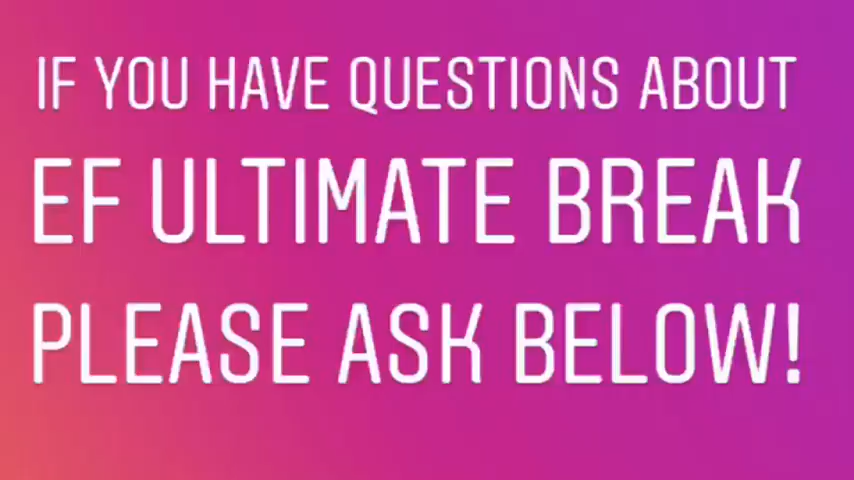 IF YOU HAVE QUESTIONS ABOUT
EF ULTIMATE BREAK
PLEASE ASK BELOW!